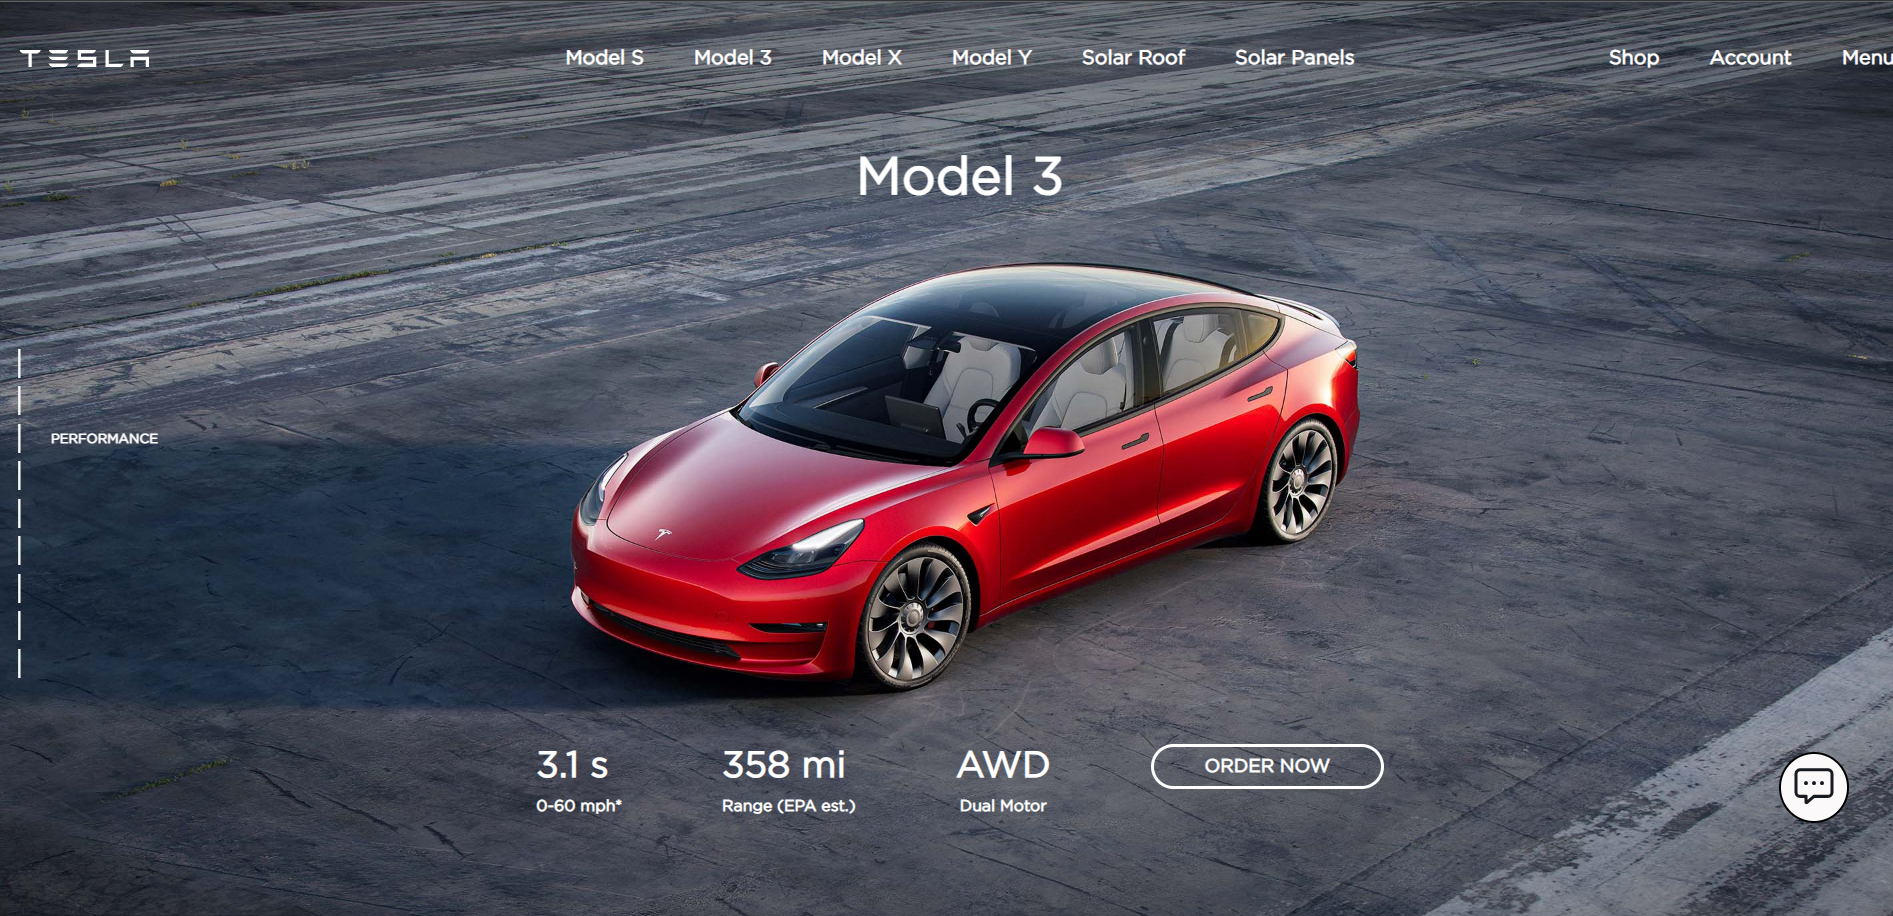 TESLA
Model S Model 3 Model X Model Y Solar Roof Solar Panels
Shop Account Menu
Model 3
PERFORMANCE
3.1 s 358 mi AWD
0-60 mph* Range (EPA est.) Dual Motor
ORDER NOW